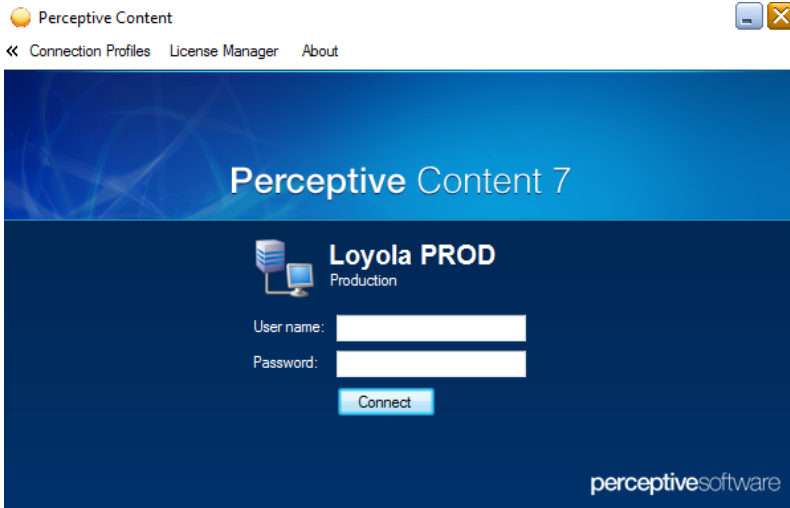 Perceptive Content
« Connection Profiles License Manager About
Perceptive Content 7
Loyola PROD
Production
User name:
Password:
Connect
perceptivesoftware